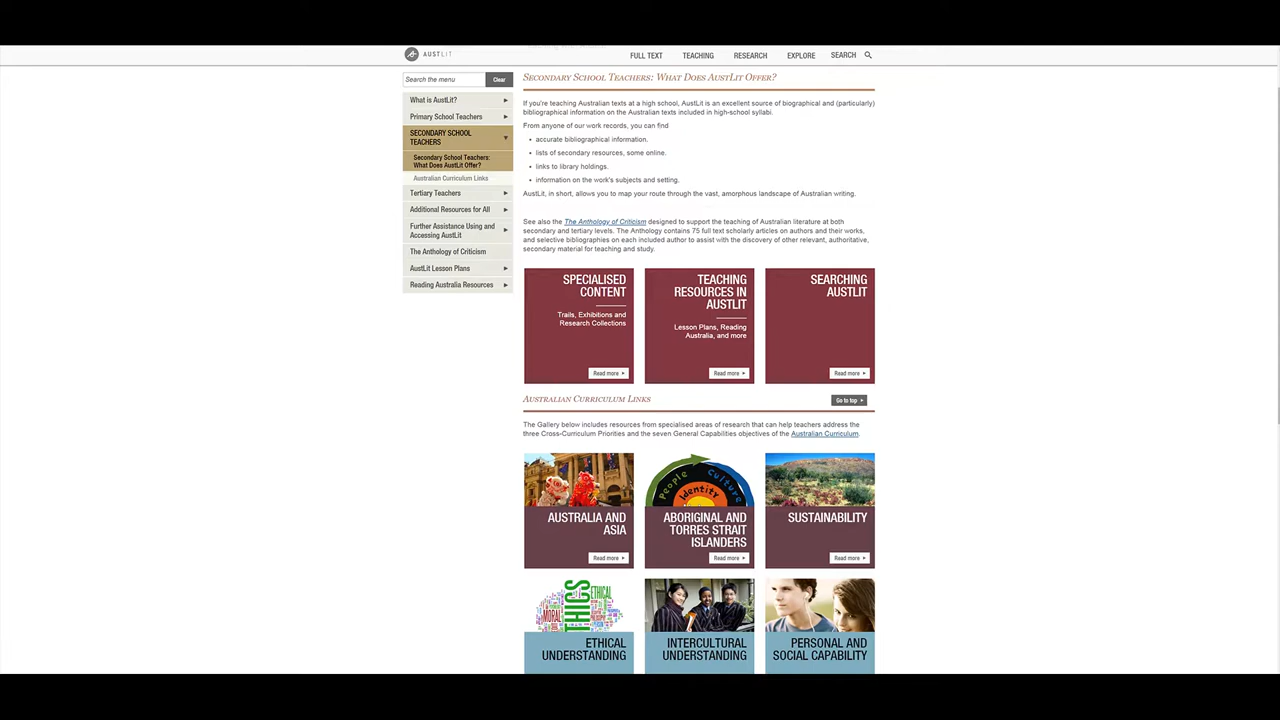 AUSTLIT
FULL TEXT
TEACHING
RESEARCH
EXPLORE
SEARCH
Search the menu
Clear
What is AustLit?
Primary School Teachers
SECONDARY SCHOOL
TEACHERS
Secondary School Teachers:
What Does AustLit Offer?
Australian Curriculum Links
Tertiary Teachers
Additional Resources for All
Further Assistance Using and
Accessing AustLit
The Anthology of Criticism
AustLit Lesson Plans
Reading Australia Resources
SECONDARY SCHOOL TEACHERS: WHAT DOES AUSTLIT OFFER?
If you're teaching Australian texts at a high school, AustLit is an excellent source of biographical and (particularly)
bibliographical information on the Australian texts included in high-school syllabi.
From anyone of our work records, you can find
• accurate bibliographical information.
• lists of secondary resources, some online.
• links to library holdings.
• information on the work's subjects and setting.
AustLit, in short, allows you to map your route through the vast, amorphous landscape of Australian writing.
See also the The Anthology of Criticism designed to support the teaching of Australian literature at both
secondary and tertiary levels. The Anthology contains 75 full text scholarly articles on authors and their works,
and selective bibliographies on each included author to assist with the discovery of other relevant, authoritative,
secondary material for teaching and study.
SPECIALISED
CONTENT
Trails, Exhibitions and
Research Collections
Read more
TEACHING
RESOURCES IN
AUSTLIT
Lesson Plans, Reading
Australia, and more
Read more
SEARCHING
AUSTLIT
Read more
AUSTRALIAN CURRICULUM LINKS
Go to top
The Gallery below includes resources from specialised areas of research that can help teachers address the
three Cross-Curriculum Priorities and the seven General Capabilities objectives of the Australian Curriculum.
AUSTRALIA AND
ASIA
Read more
People
Culture
Identity
ABORIGINAL AND
TORRES STRAIT
ISLANDERS
Read more
SUSTAINABILITY
Read more
MORAL
ETHICS
ETHICAL
ETHICAL
UNDERSTANDING
INTERCULTURAL
UNDERSTANDING
PERSONAL AND
SOCIAL CAPABILITY